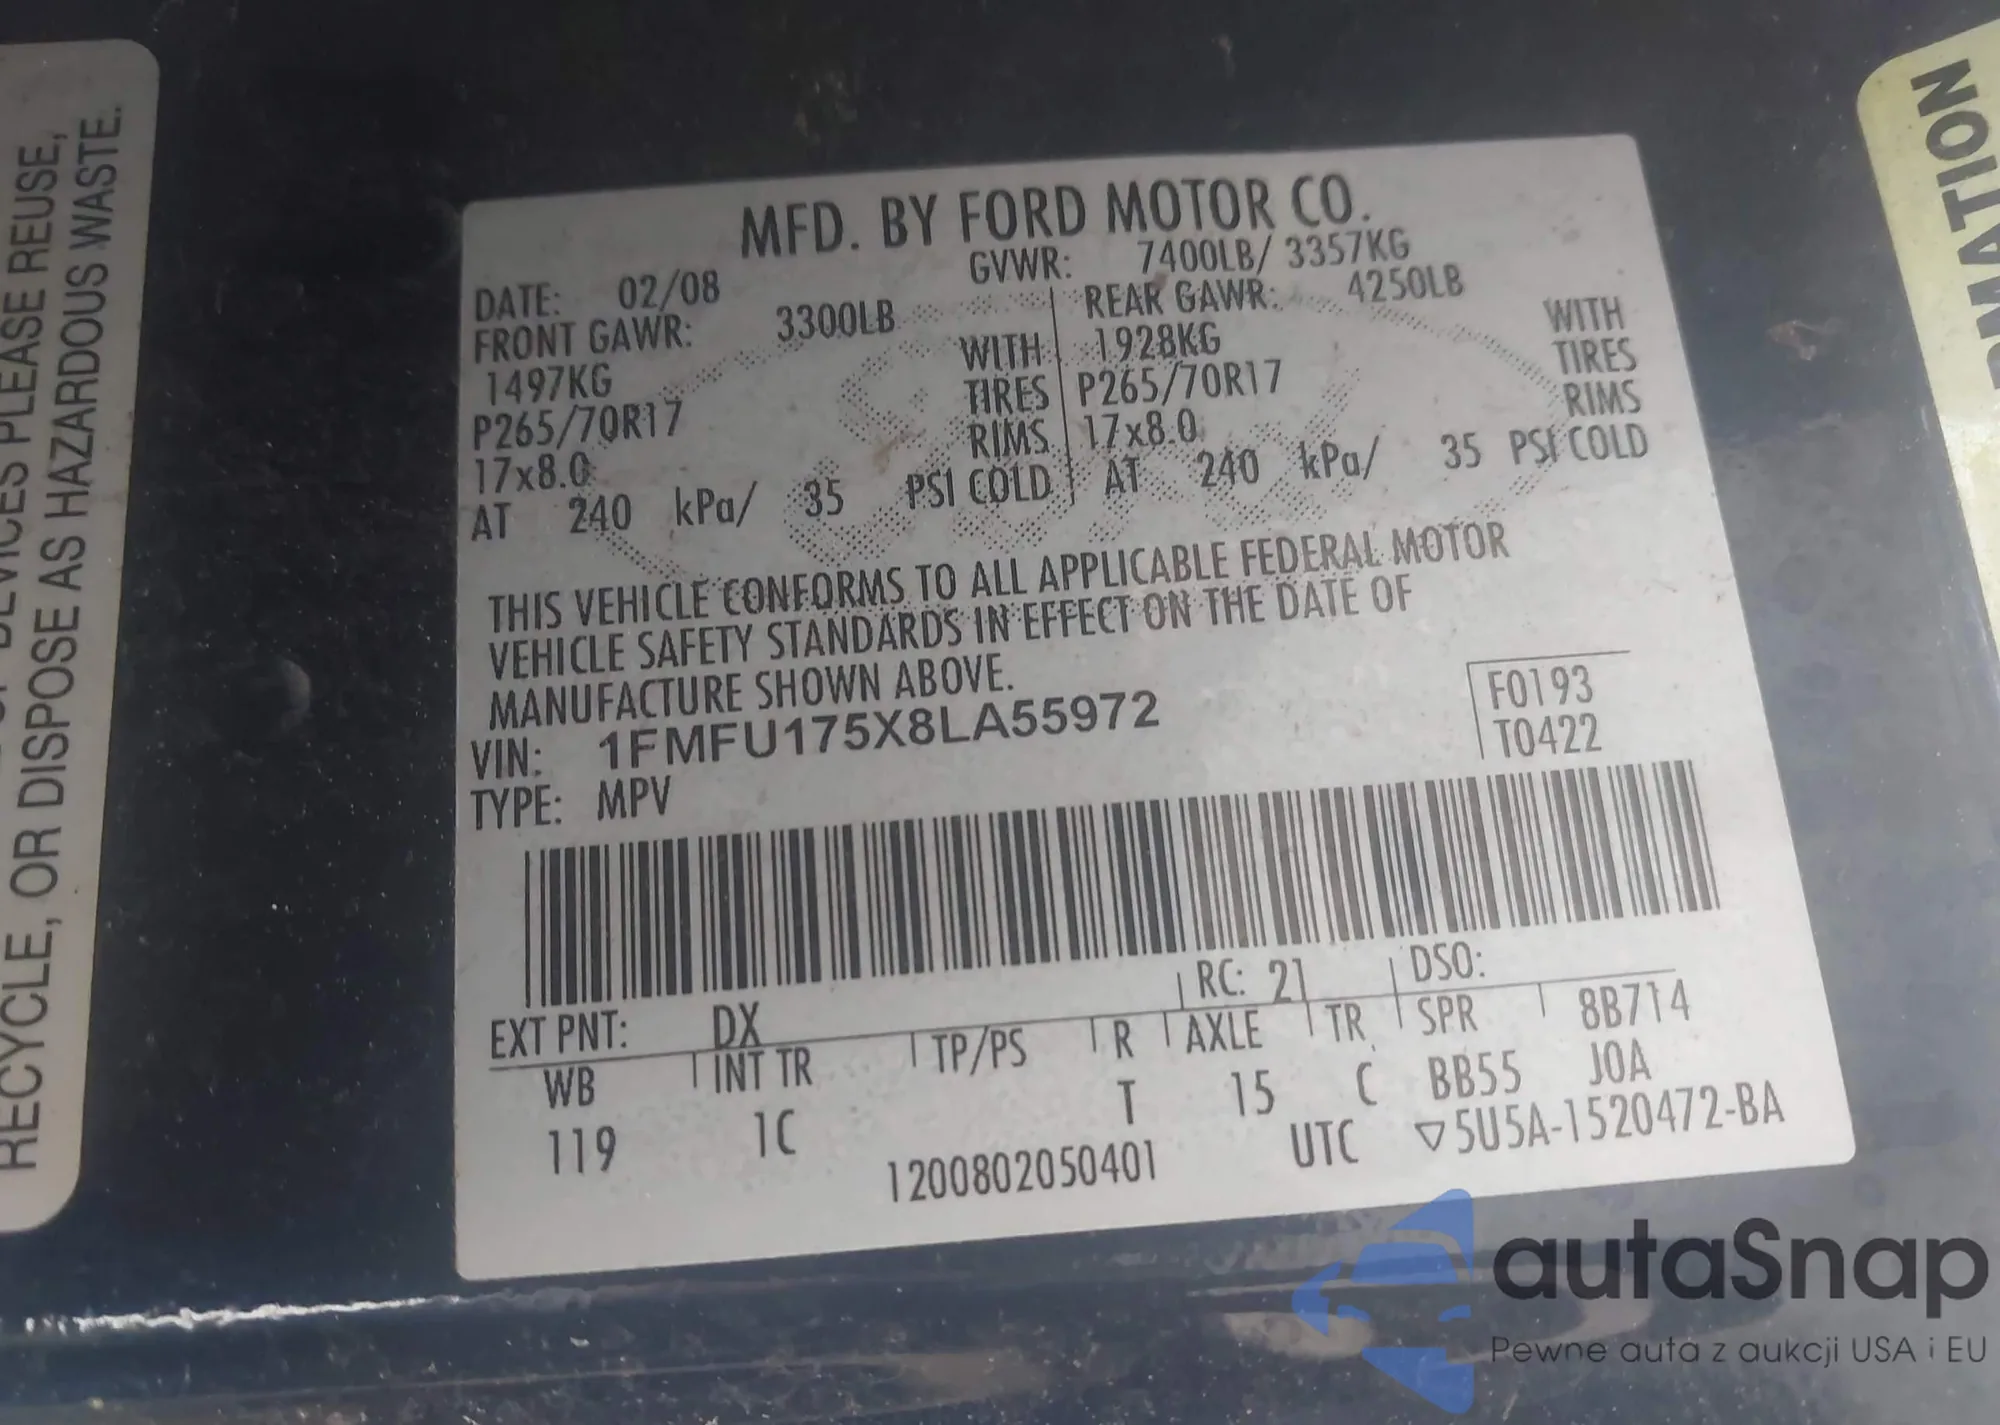 RECYCLE, OR DISPOSE AS HAZARDOUS WASTE.
DEVICES PLEASE REUSE,
MFD. BY FORD MOTOR CO.
DATE: 02/08 GVWR: 7400LB/ 3357KG
FRONT GAWR: 3300LB REAR GAWR: 4250LB
1497KG WITH 1928KG WITH
P265/70R17 TIRES P265/70R17 TIRES
17x8.0 RIMS 17x8.0 RIMS
AT 240 kPa/ 35 PSI COLD AT 240 kPa/ 35 PSI COLD
THIS VEHICLE CONFORMS TO ALL APPLICABLE FEDERAL MOTOR
VEHICLE SAFETY STANDARDS IN EFFECT ON THE DATE OF
MANUFACTURE SHOWN ABOVE.
VIN: 1FMFU175X8LA55972 F0193
TYPE: MPV T0422
EXT PNT: DX RC: 21 DSO:
WB INT TR TP/PS R AXLE TR SPR 8B714
119 1C T 15 C BB55 J0A
1200802050401 UTC ▽5U5A-1520472-BA
autaSnap
Pewne auta z aukcji USA i EU